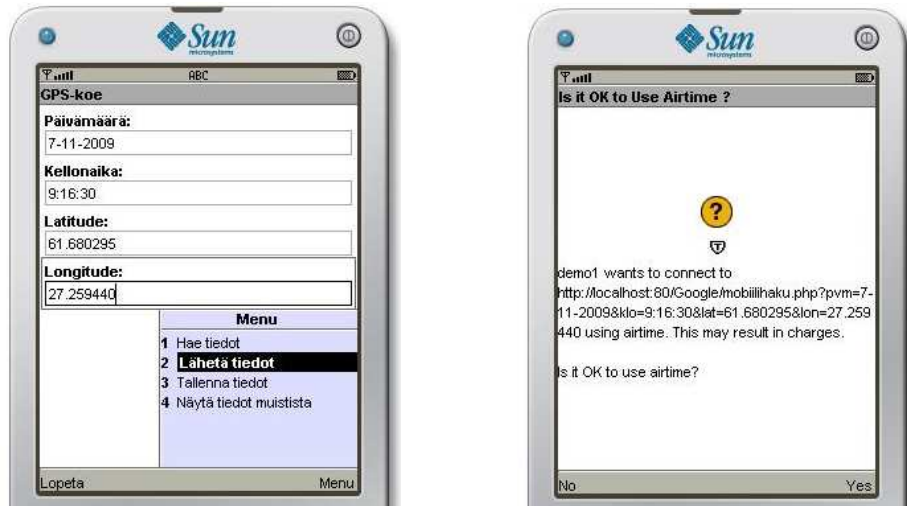 Sun
microsystems
ABC
GPS-koe
Päivämäärä:
7-11-2009
Kellonaika:
9:16:30
Latitude:
61.680295
Longitude:
27.259440
Menu
1 Hae tiedot
2 Lähetä tiedot
3 Tallenna tiedot
4 Näytä tiedot muistista
Lopeta Menu
Sun
microsystems
Is it OK to Use Airtime ?
?
T
demo1 wants to connect to
http://localhost:80/Google/mobiilihaku.php?pvm=7-
11-2009&klo=9:16:30&lat=61.680295&lon=27.259
440 using airtime. This may result in charges.
Is it OK to use airtime?
No Yes